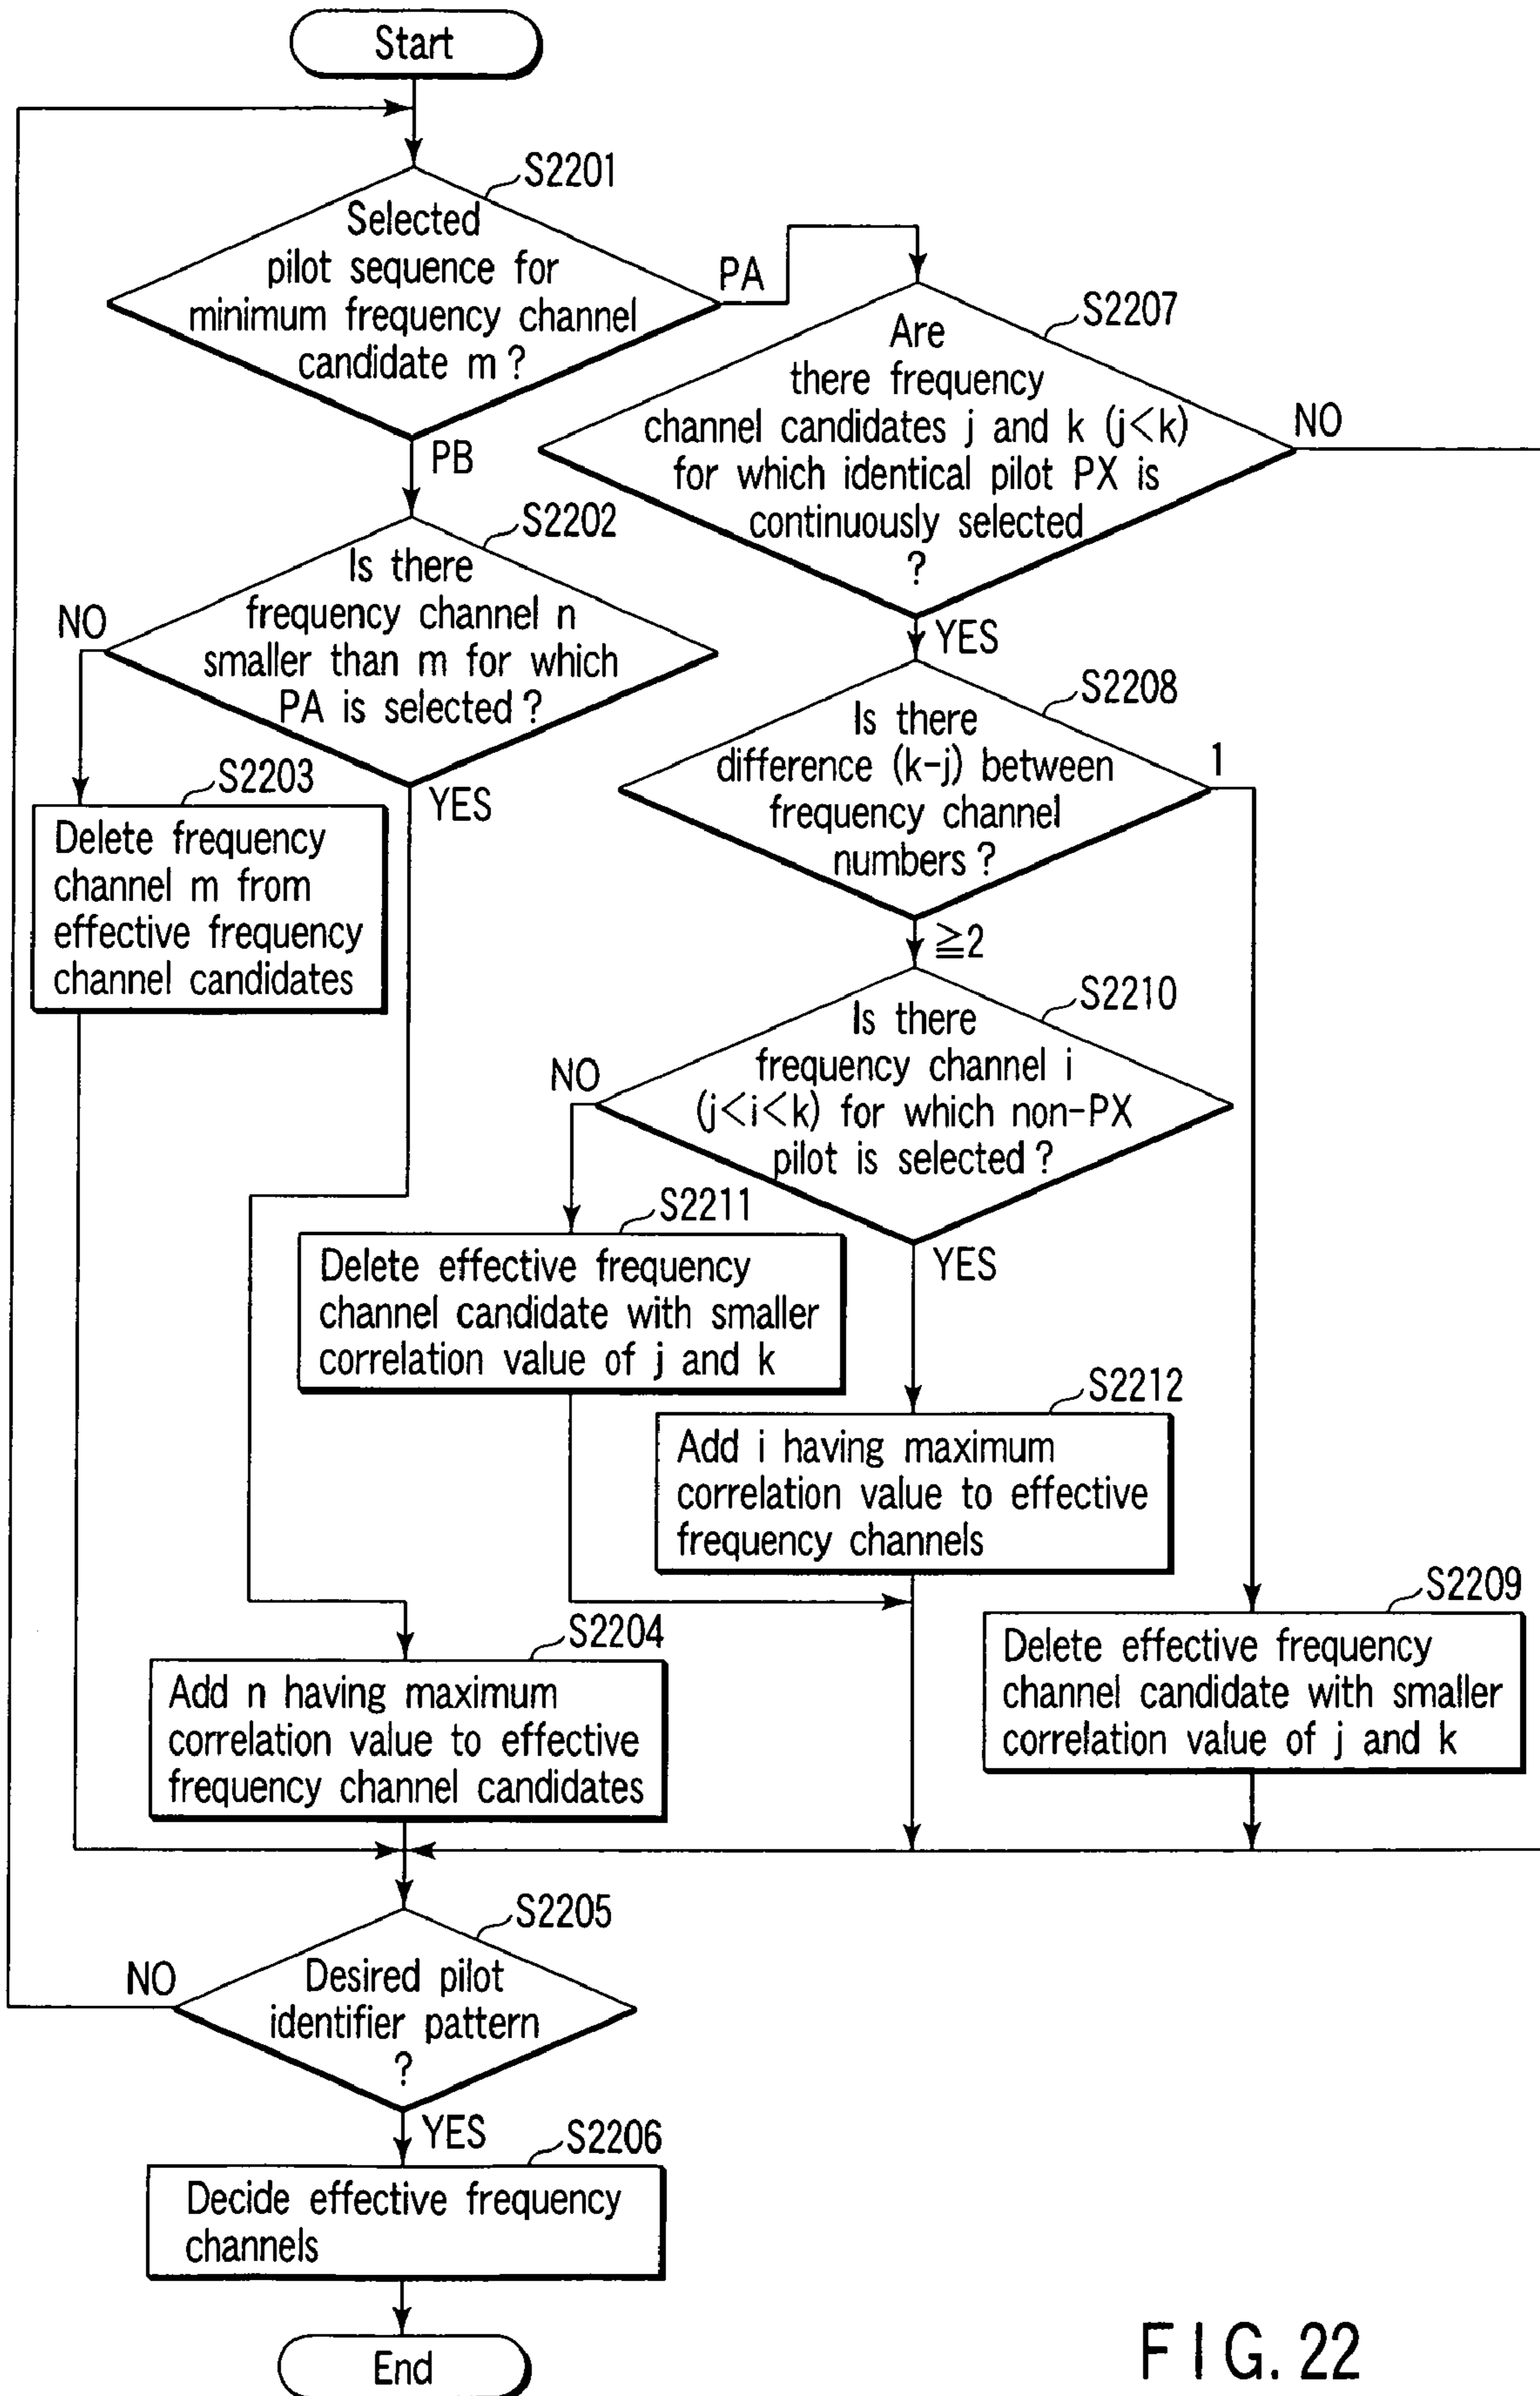 Start
S2201
Selected
pilot sequence for
minimum frequency channel
candidate m ?
PA
PB
S2207
Are
there frequency
channel candidates j and k (j<k)
for which identical pilot PX is
continuously selected
?
NO
YES
S2202
Is there
frequency channel n
smaller than m for which
PA is selected ?
NO
YES
S2208
Is there
difference (k-j) between
frequency channel
numbers ?
1
≧2
S2203
Delete frequency
channel m from
effective frequency
channel candidates
S2210
Is there
frequency channel i
(j<i<k) for which non-PX
pilot is selected ?
NO
YES
S2211
Delete effective frequency
channel candidate with smaller
correlation value of j and k
S2212
Add i having maximum
correlation value to effective
frequency channels
S2209
Delete effective frequency
channel candidate with smaller
correlation value of j and k
S2204
Add n having maximum
correlation value to effective
frequency channel candidates
S2205
Desired pilot
identifier pattern
?
NO
YES
S2206
Decide effective frequency
channels
End
FIG. 22